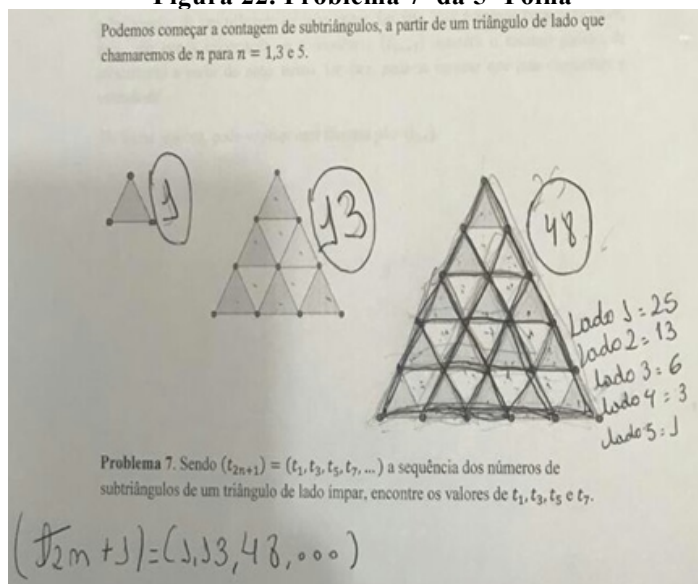 Figura 22: Problema 7 da 5ª Folha
Podemos começar a contagem de subtriângulos, a partir de um triângulo de lado que
chamaremos de n para n = 1,3 e 5.
1
13
48
Lado 1 = 25
Lado 2 = 13
Lado 3 = 6
Lado 4 = 3
Lado 5 = 1
Problema 7. Sendo (t₂ₙ₊₁) = (t₁, t₃, t₅, t₇, ...) a sequência dos números de
subtriângulos de um triângulo de lado ímpar, encontre os valores de t₁, t₃, t₅ e t₇.
(T2n+1)=(1,13,48,...)